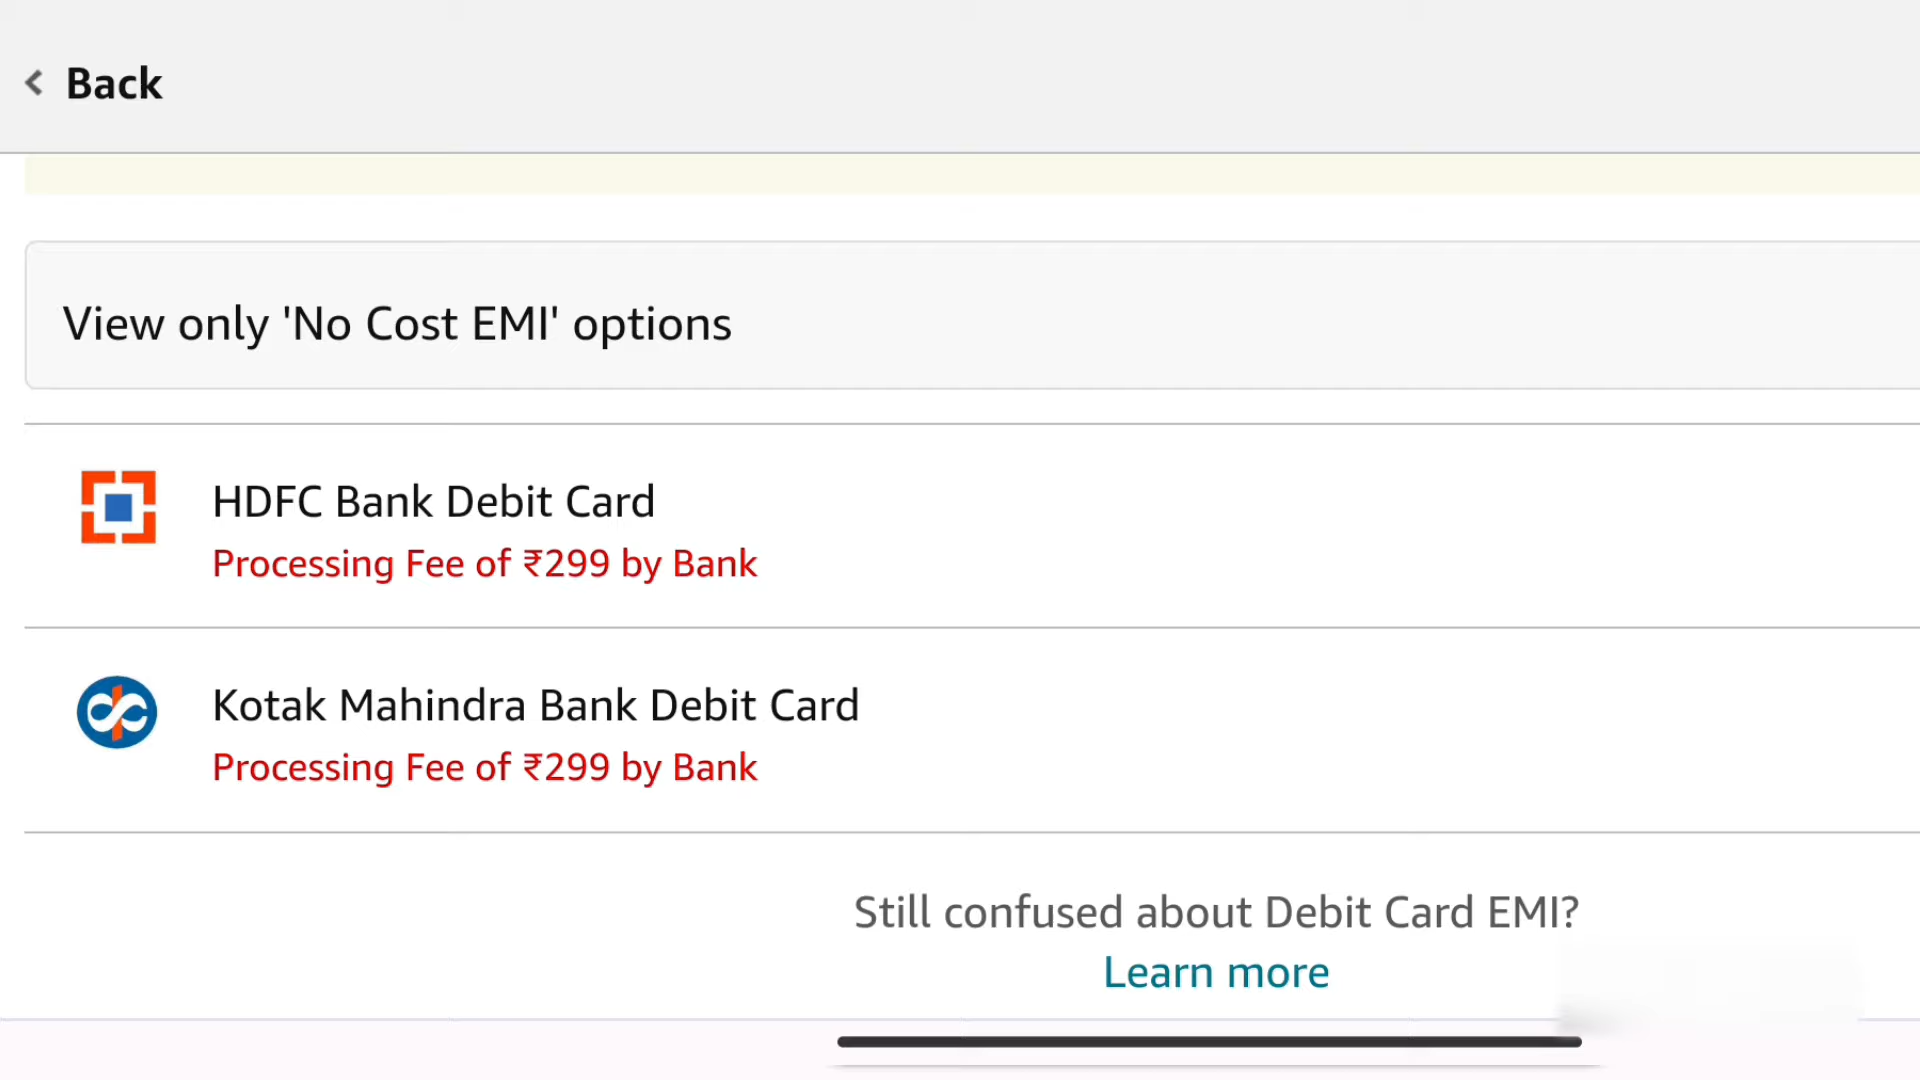 Back
View only 'No Cost EMI' options
HDFC Bank Debit Card
Processing Fee of ₹299 by Bank
Kotak Mahindra Bank Debit Card
Processing Fee of ₹299 by Bank
Still confused about Debit Card EMI?
Learn more